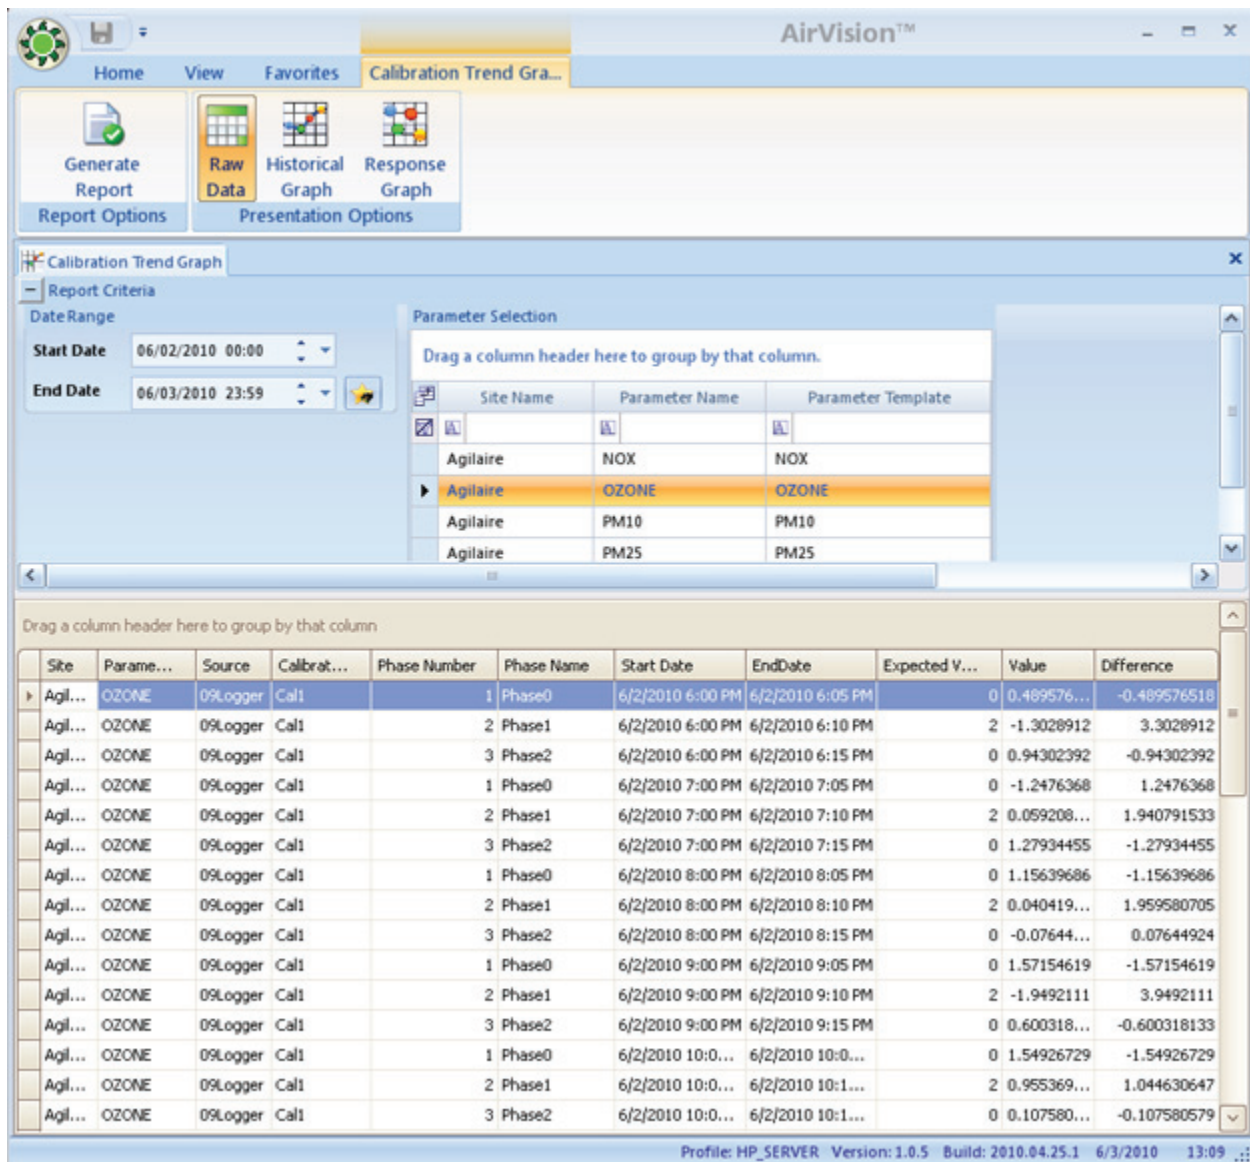 AirVision™
Home View Favorites Calibration Trend Gra...
Generate Report
Raw Data
Historical Graph
Response Graph
Report Options
Presentation Options
Calibration Trend Graph
Report Criteria
Date Range
Parameter Selection
Start Date 06/02/2010 00:00
End Date 06/03/2010 23:59
Drag a column header here to group by that column.
Site Name Parameter Name Parameter Template
Agilaire NOX NOX
Agilaire OZONE OZONE
Agilaire PM10 PM10
Agilaire PM25 PM25
Drag a column header here to group by that column
Site Parame... Source Calibrat... Phase Number Phase Name Start Date EndDate Expected V... Value Difference
Agil... OZONE 09Logger Cal1 1 Phase0 6/2/2010 6:00 PM 6/2/2010 6:05 PM 0 0.489576... -0.489576518
Agil... OZONE 09Logger Cal1 2 Phase1 6/2/2010 6:00 PM 6/2/2010 6:10 PM 2 -1.3028912 3.3028912
Agil... OZONE 09Logger Cal1 3 Phase2 6/2/2010 6:00 PM 6/2/2010 6:15 PM 0 0.94302392 -0.94302392
Agil... OZONE 09Logger Cal1 1 Phase0 6/2/2010 7:00 PM 6/2/2010 7:05 PM 0 -1.2476368 1.2476368
Agil... OZONE 09Logger Cal1 2 Phase1 6/2/2010 7:00 PM 6/2/2010 7:10 PM 2 0.059208... 1.940791533
Agil... OZONE 09Logger Cal1 3 Phase2 6/2/2010 7:00 PM 6/2/2010 7:15 PM 0 1.27934455 -1.27934455
Agil... OZONE 09Logger Cal1 1 Phase0 6/2/2010 8:00 PM 6/2/2010 8:05 PM 0 1.15639686 -1.15639686
Agil... OZONE 09Logger Cal1 2 Phase1 6/2/2010 8:00 PM 6/2/2010 8:10 PM 2 0.040419... 1.959580705
Agil... OZONE 09Logger Cal1 3 Phase2 6/2/2010 8:00 PM 6/2/2010 8:15 PM 0 -0.07644... 0.07644924
Agil... OZONE 09Logger Cal1 1 Phase0 6/2/2010 9:00 PM 6/2/2010 9:05 PM 0 1.57154619 -1.57154619
Agil... OZONE 09Logger Cal1 2 Phase1 6/2/2010 9:00 PM 6/2/2010 9:10 PM 2 -1.9492111 3.9492111
Agil... OZONE 09Logger Cal1 3 Phase2 6/2/2010 9:00 PM 6/2/2010 9:15 PM 0 0.600318... -0.600318133
Agil... OZONE 09Logger Cal1 1 Phase0 6/2/2010 10:0... 6/2/2010 10:0... 0 1.54926729 -1.54926729
Agil... OZONE 09Logger Cal1 2 Phase1 6/2/2010 10:0... 6/2/2010 10:1... 2 0.955369... 1.044630647
Agil... OZONE 09Logger Cal1 3 Phase2 6/2/2010 10:0... 6/2/2010 10:1... 0 0.107580... -0.107580579
Profile: HP_SERVER Version: 1.0.5 Build: 2010.04.25.1 6/3/2010 13:09